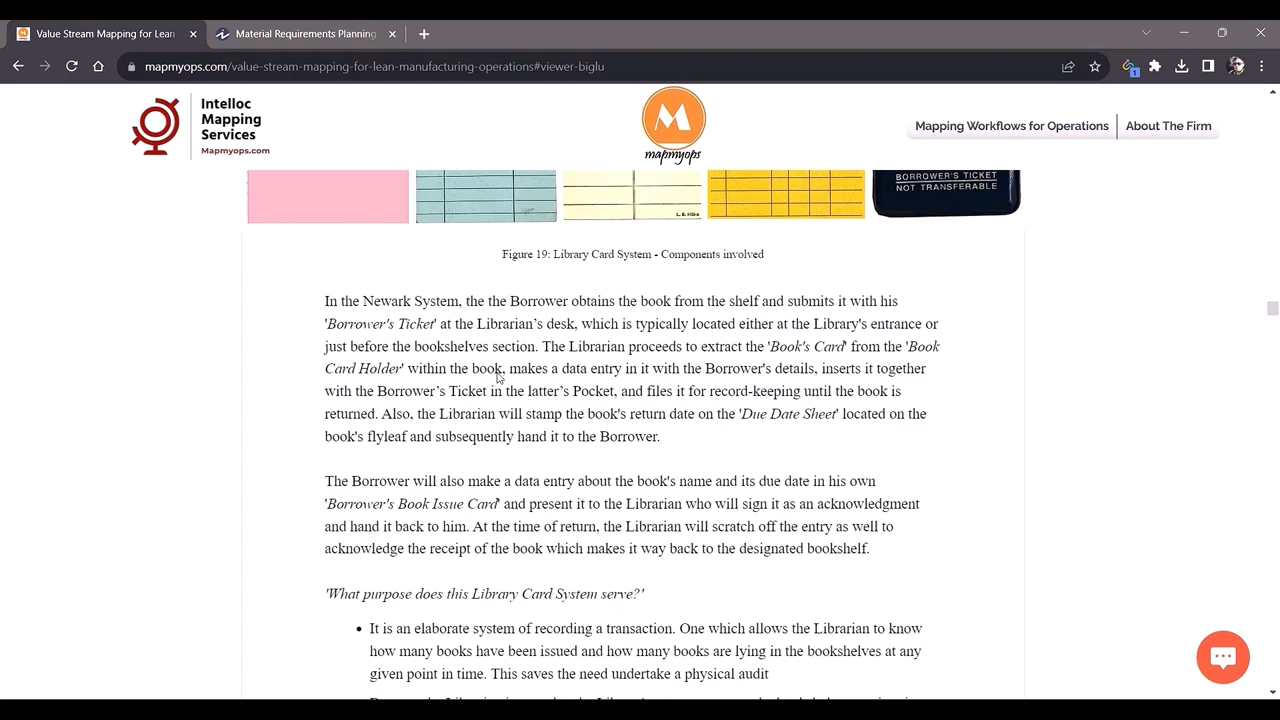 Value Stream Mapping for Lean
Material Requirements Planning
mapmyops.com/value-stream-mapping-for-lean-manufacturing-operations#viewer-biglu
1
Intelloc
Mapping
Services
Mapmyops.com
M
mapmyops
Mapping Workflows for Operations
About The Firm
BORROWER'S TICKET
NOT TRANSFERABLE
Figure 19: Library Card System - Components involved
In the Newark System, the the Borrower obtains the book from the shelf and submits it with his
'Borrower's Ticket' at the Librarian's desk, which is typically located either at the Library's entrance or
just before the bookshelves section. The Librarian proceeds to extract the 'Book's Card' from the 'Book
Card Holder' within the book, makes a data entry in it with the Borrower's details, inserts it together
with the Borrower's Ticket in the latter's Pocket, and files it for record-keeping until the book is
returned. Also, the Librarian will stamp the book's return date on the 'Due Date Sheet' located on the
book's flyleaf and subsequently hand it to the Borrower.
The Borrower will also make a data entry about the book's name and its due date in his own
'Borrower's Book Issue Card' and present it to the Librarian who will sign it as an acknowledgment
and hand it back to him. At the time of return, the Librarian will scratch off the entry as well to
acknowledge the receipt of the book which makes it way back to the designated bookshelf.
'What purpose does this Library Card System serve?'
• It is an elaborate system of recording a transaction. One which allows the Librarian to know
how many books have been issued and how many books are lying in the bookshelves at any
given point in time. This saves the need undertake a physical audit